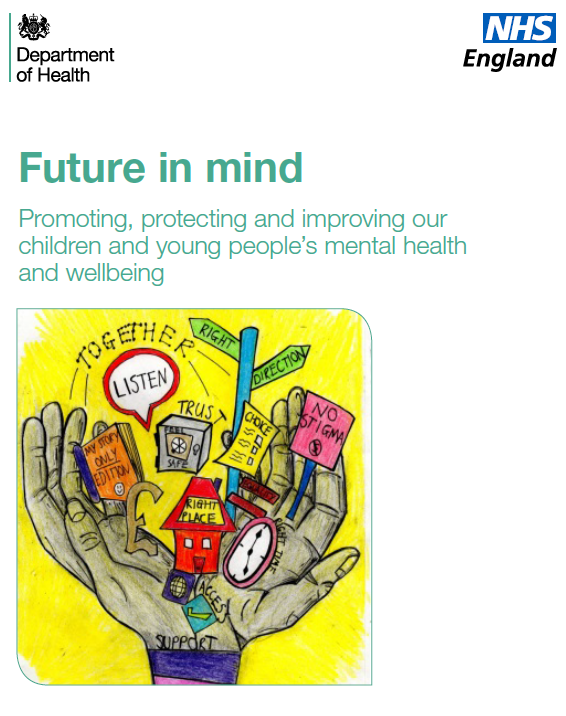 Department
of Health
NHS
England
Future in mind
Promoting, protecting and improving our
children and young people's mental health
and wellbeing
TOGETHER
RIGHT
DIRECTION
LISTEN
TRUST
CHOICE
NO
STIGMA
MY STORY
ONLY
EDITION
FEEL
SAFE
£
RIGHT
PLACE
RIGHT TIME
ACCESS
SUPPORT